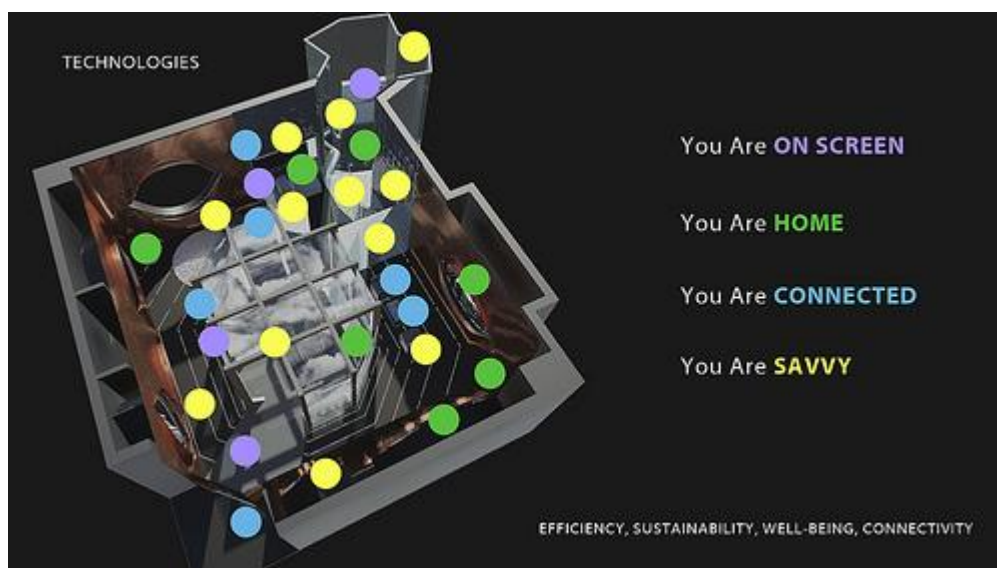 TECHNOLOGIES
You Are ON SCREEN
You Are HOME
You Are CONNECTED
You Are SAVVY
EFFICIENCY, SUSTAINABILITY, WELL-BEING, CONNECTIVITY